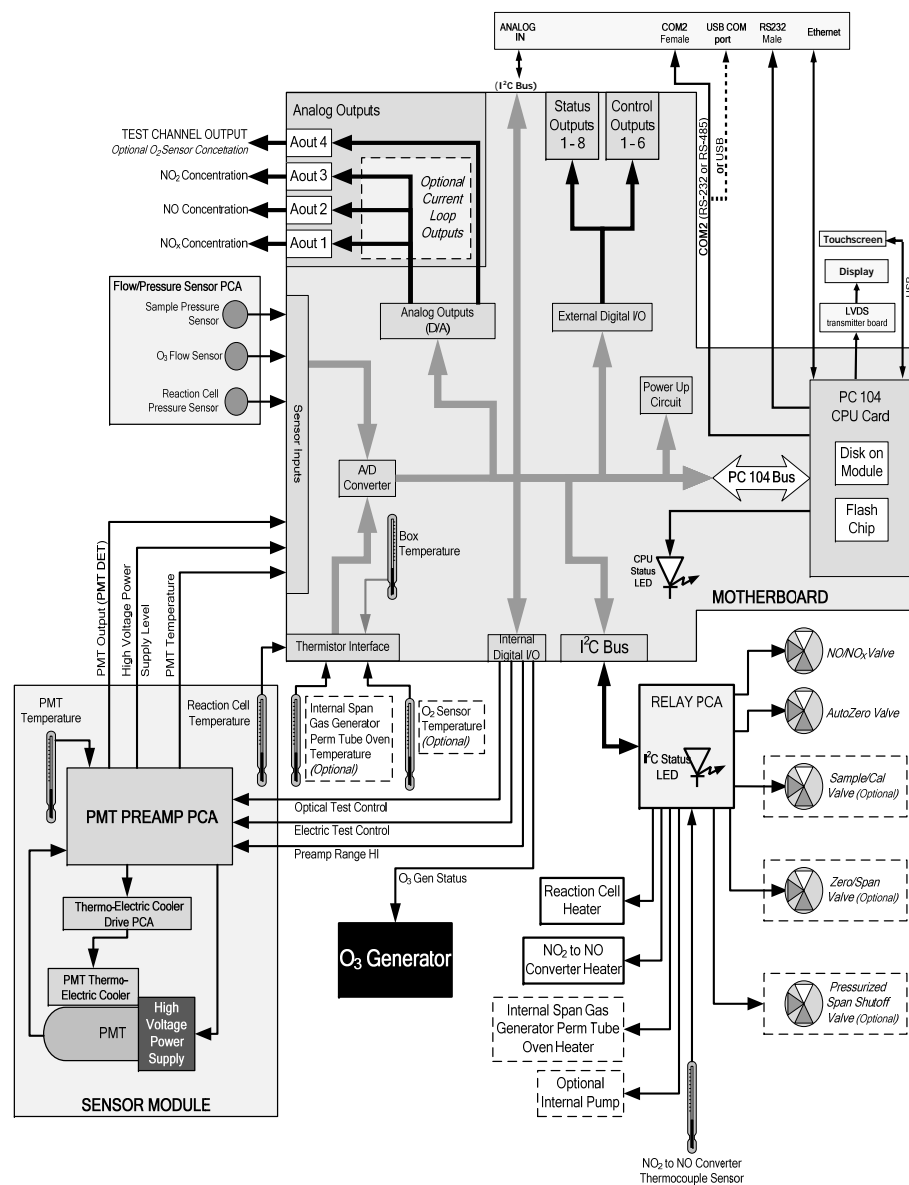 ANALOG
IN
COM2
Female
USB COM
port
RS232
Male
Ethernet
(I²C Bus)
Analog Outputs
Status
Outputs
1 - 8
Control
Outputs
1 - 6
TEST CHANNEL OUTPUT
Optional O₂Sensor Concetation
Aout 4
NO₂ Concentration
Aout 3
NO Concentration
Aout 2
NOₓ Concentration
Aout 1
Optional
Current
Loop
Outputs
COM2 (RS-232 or RS-485)
or USB
Touchscreen
USB
Display
LVDS
transmitter board
Flow/Pressure Sensor PCA
Sample Pressure
Sensor
O₃ Flow Sensor
Reaction Cell
Pressure Sensor
Sensor Inputs
Analog Outputs
(D/A)
External Digital I/O
Power Up
Circuit
PC 104
CPU Card
Disk on
Module
Flash
Chip
A/D
Converter
PC 104 Bus
Box
Temperature
CPU
Status
LED
MOTHERBOARD
PMT Output (PMT DET)
High Voltage Power
Supply Level
PMT Temperature
Thermistor Interface
Internal
Digital I/O
I²C Bus
NO/NOₓ Valve
PMT
Temperature
Reaction Cell
Temperature
Internal Span
Gas Generator
Perm Tube Oven
Temperature
(Optional)
O₂ Sensor
Temperature
(Optional)
RELAY PCA
I²C Status
LED
AutoZero Valve
Sample/Cal
Valve (Optional)
PMT PREAMP PCA
Optical Test Control
Electric Test Control
Preamp Range HI
O₃ Gen Status
Zero/Span
Valve (Optional)
Thermo-Electric Cooler
Drive PCA
Reaction Cell
Heater
O₃ Generator
NO₂ to NO
Converter Heater
PMT Thermo-
Electric Cooler
PMT
High
Voltage
Power
Supply
Pressurized
Span Shutoff
Valve (Optional)
Internal Span Gas
Generator Perm Tube
Oven Heater
Optional
Internal Pump
SENSOR MODULE
NO₂ to NO Converter
Thermocouple Sensor